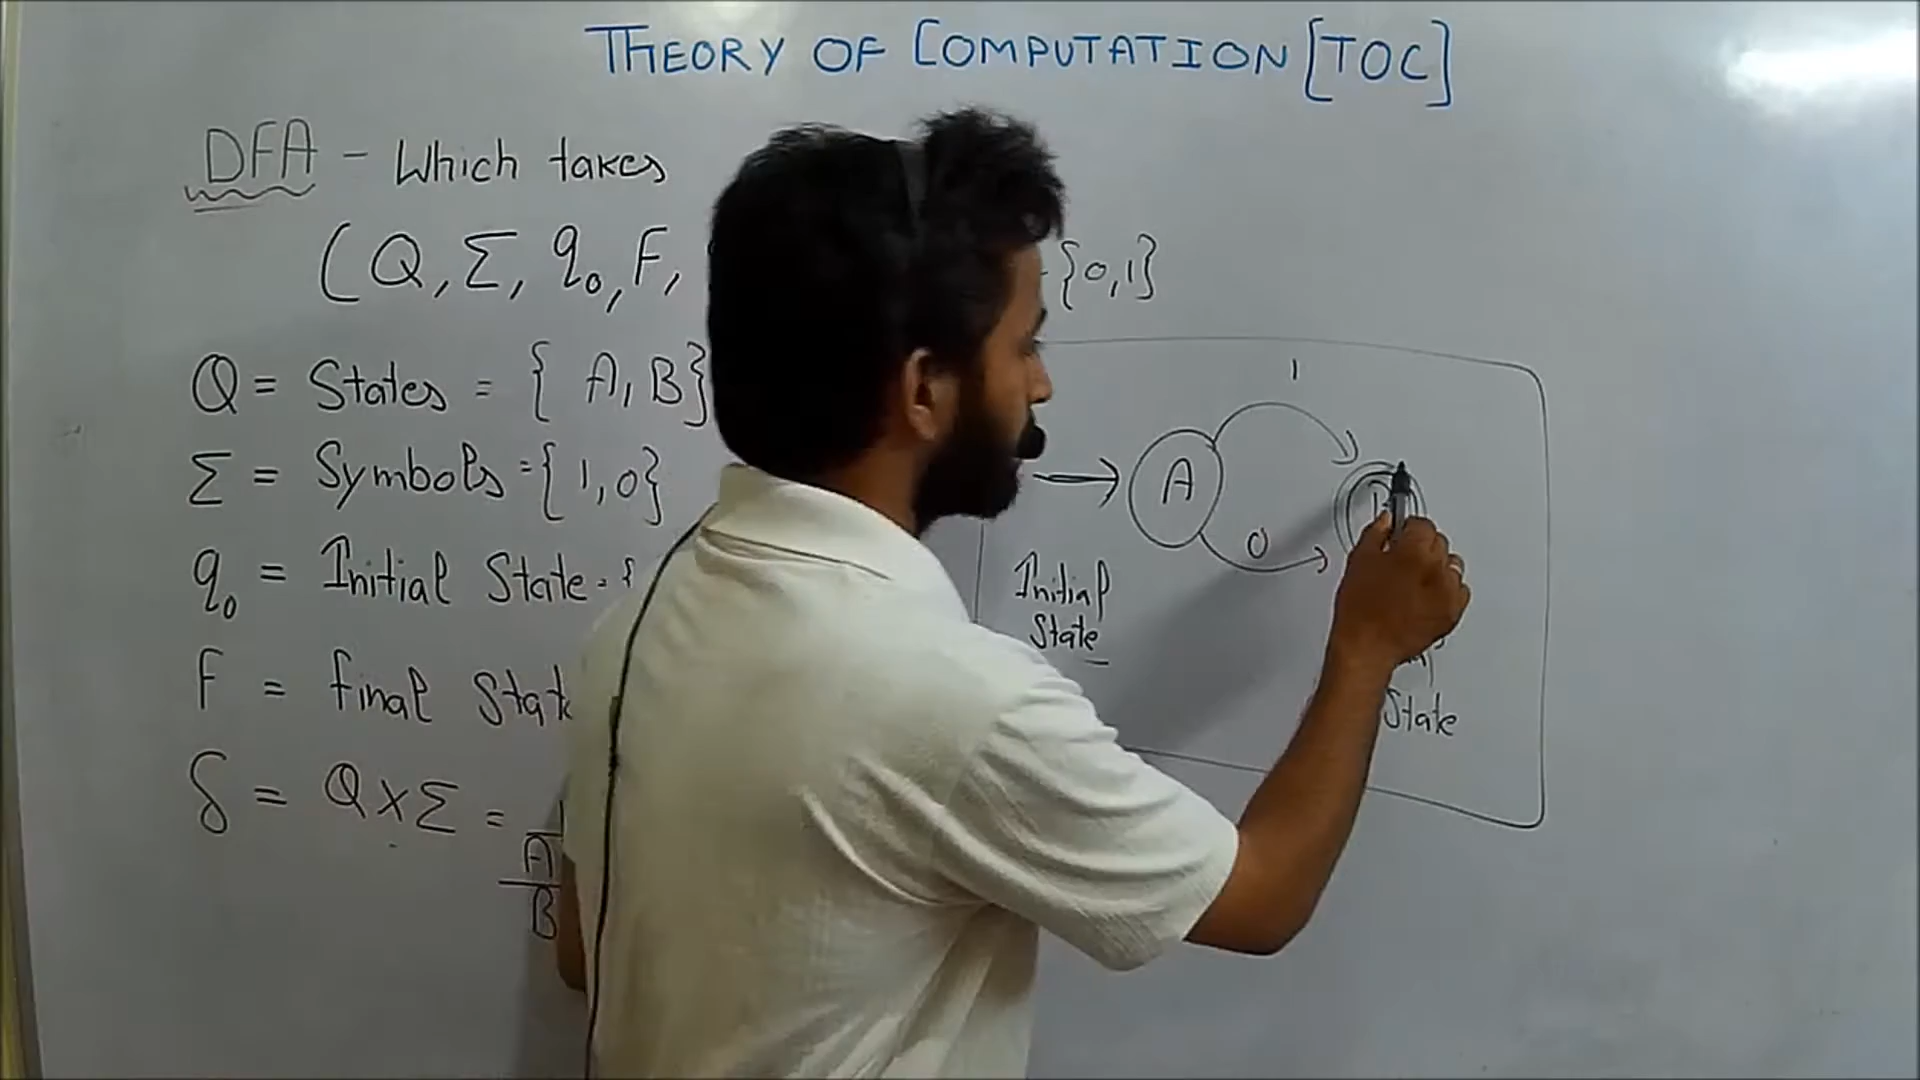 THEORY OF COMPUTATION [TOC]
DFA - Which takes
(Q, Σ, q₀, F,
{0,1}
Q = States = { A, B }
Σ = Symbols = { 1, 0 }
q₀ = Initial State = {
F = final State
δ = Q X Σ =
A
B
1
A
0
Initial
State
State